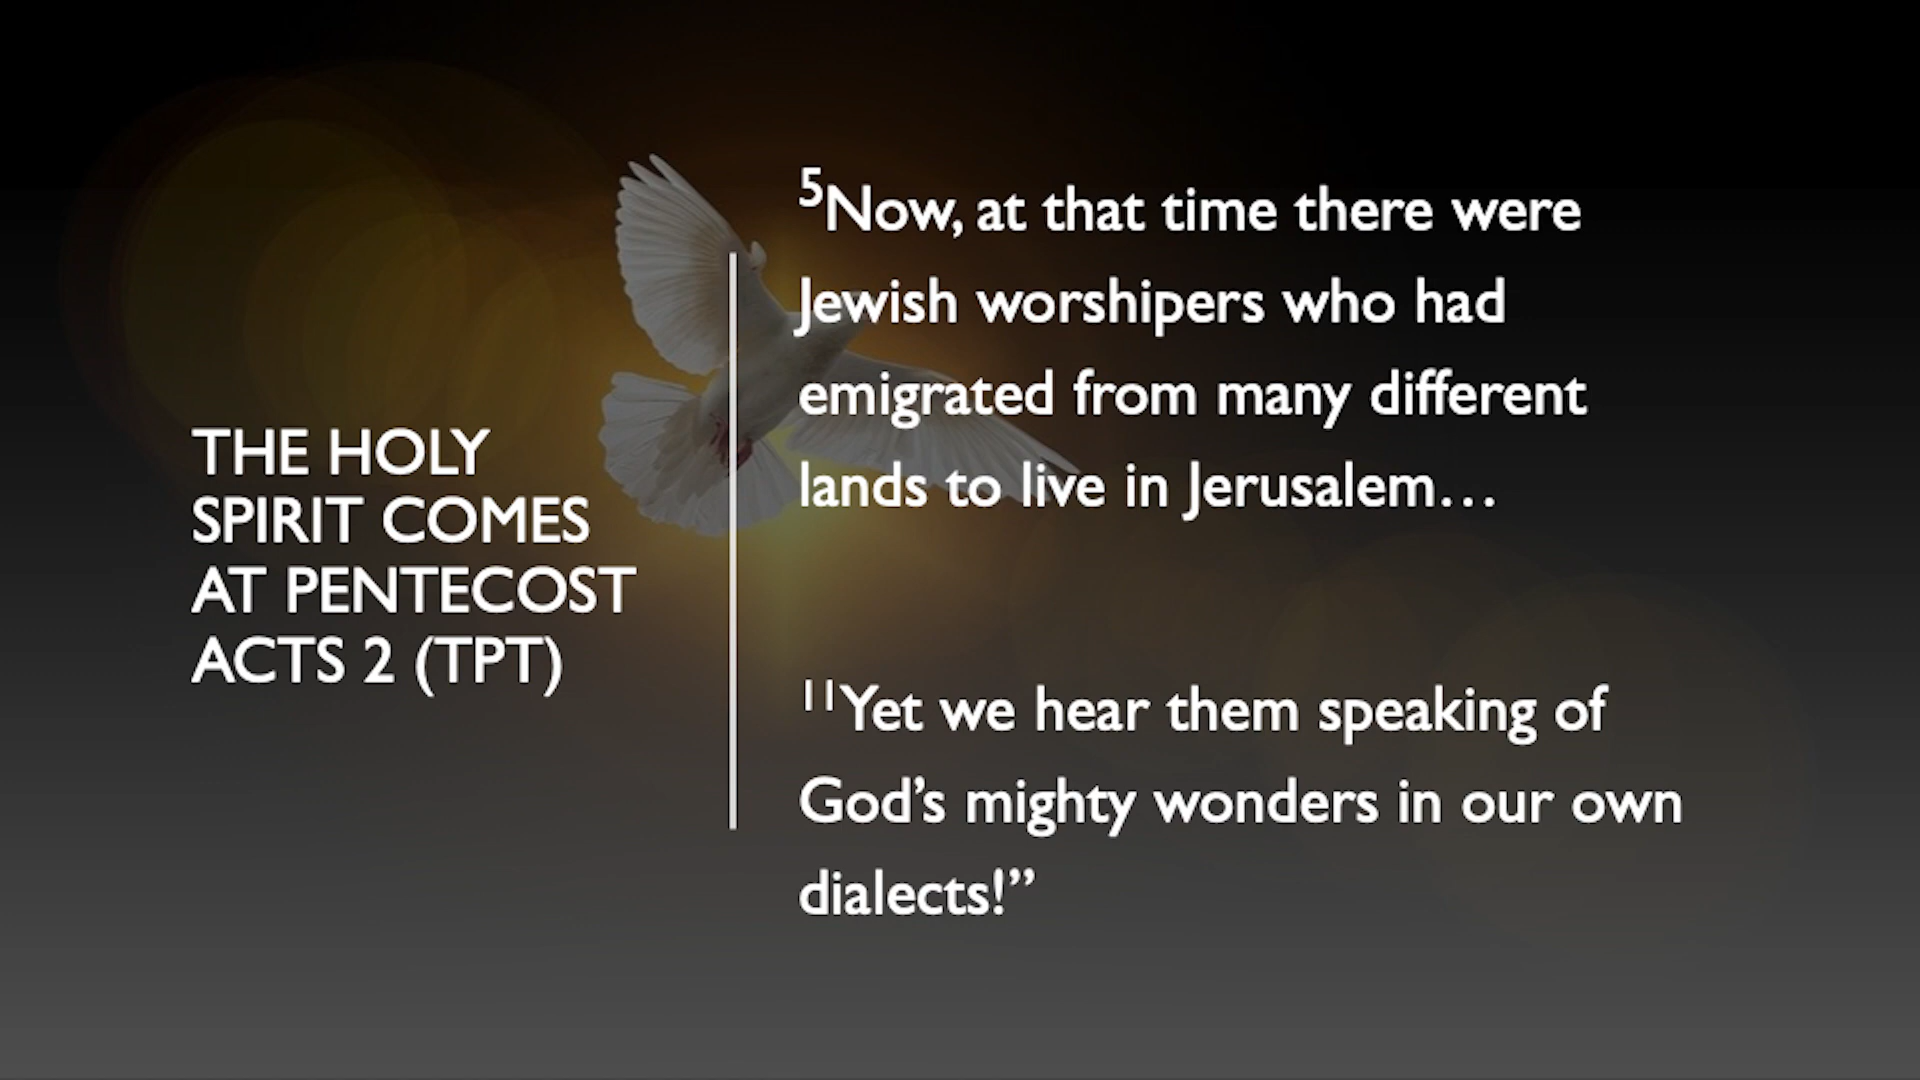 THE HOLY
SPIRIT COMES
AT PENTECOST
ACTS 2 (TPT)
5Now, at that time there were
Jewish worshipers who had
emigrated from many different
lands to live in Jerusalem…
11Yet we hear them speaking of
God’s mighty wonders in our own
dialects!”